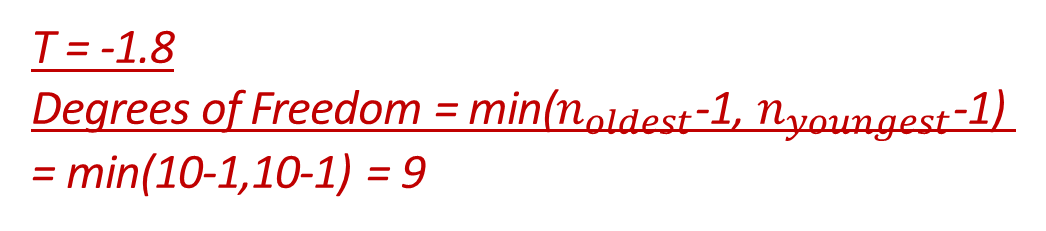 T = -1.8
Degrees of Freedom = min(n_oldest-1, n_youngest-1)
= min(10-1,10-1) = 9